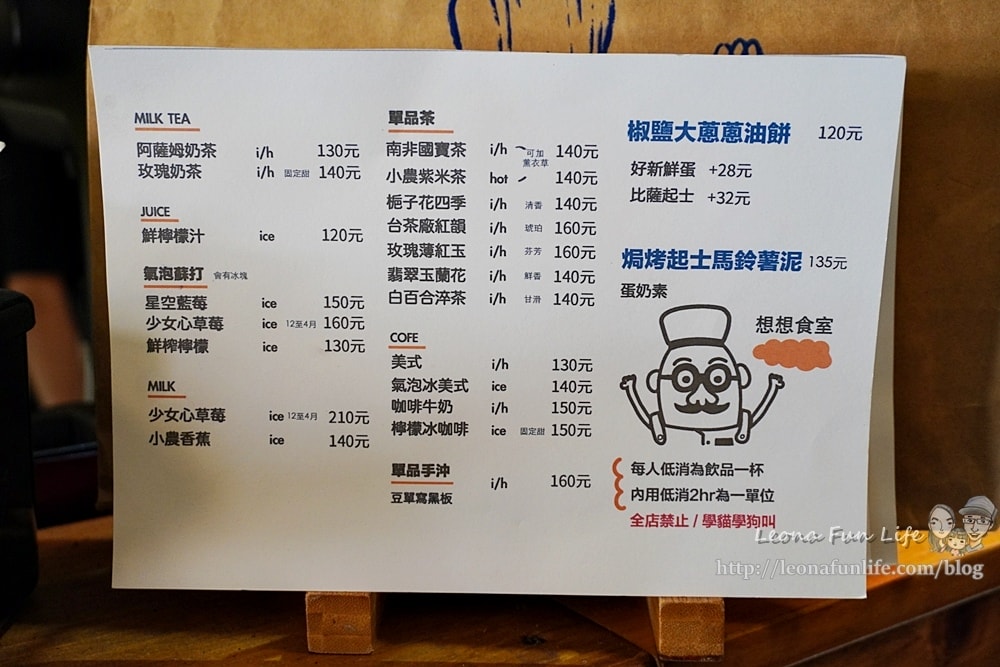 MILK TEA
阿薩姆奶茶 i/h 130元
玫瑰奶茶 i/h 固定甜 140元
JUICE
鮮檸檬汁 ice 120元
氣泡蘇打 會有冰塊
星空藍莓 ice 150元
少女心草莓 ice 12至4月 160元
鮮榨檸檬 ice 130元
MILK
少女心草莓 ice 12至4月 210元
小農香蕉 ice 140元
單品茶
南非國寶茶 i/h 可加薰衣草 140元
小農紫米茶 hot 140元
梔子花四季 i/h 清香 140元
台茶廠紅韻 i/h 琥珀 160元
玫瑰薄紅玉 i/h 芬芳 160元
翡翠玉蘭花 i/h 鮮香 140元
白百合淬茶 i/h 甘滑 140元
COFE
美式 i/h 130元
氣泡冰美式 ice 140元
咖啡牛奶 i/h 150元
檸檬冰咖啡 ice 固定甜 150元
單品手沖 i/h 160元
豆單寫黑板
椒鹽大蔥蔥油餅 120元
好新鮮蛋 +28元
比薩起士 +32元
焗烤起士馬鈴薯泥 135元
蛋奶素
想想食室
每人低消為飲品一杯
內用低消2hr為一單位
全店禁止 / 學貓學狗叫
Leona Fun Life
http://leonafunlife.com/blog